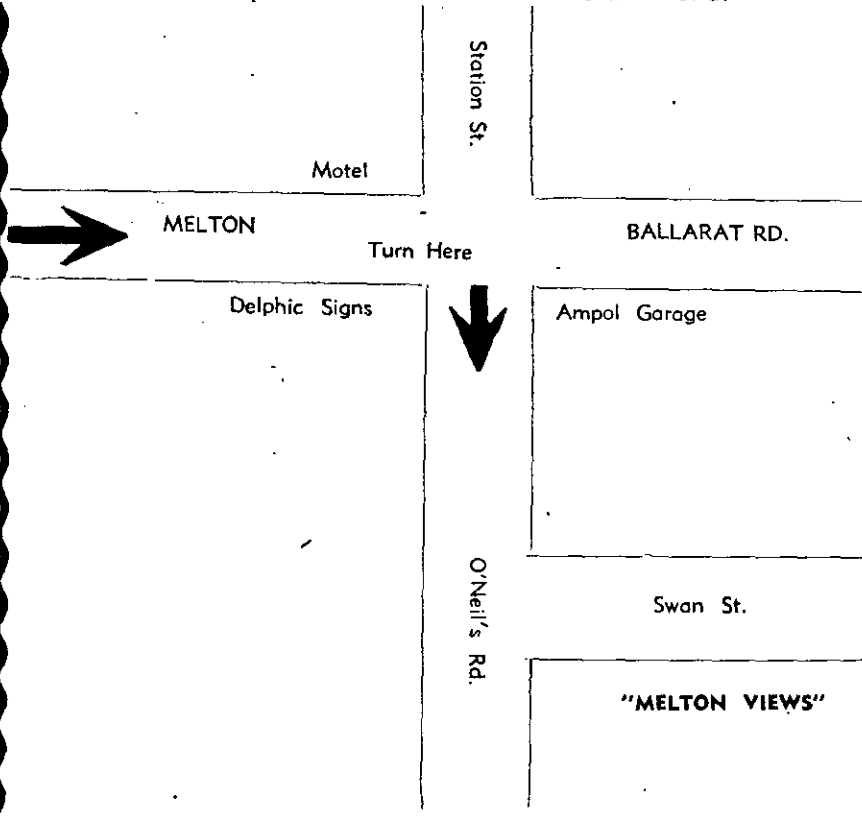 Station St.
Motel
MELTON
BALLARAT RD.
Turn Here
Delphic Signs
Ampol Garage
O'Neil's Rd.
Swan St.
"MELTON VIEWS"